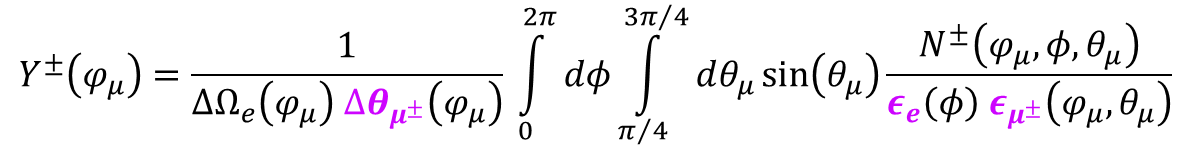 Y^±(φ_μ) = 1 / (ΔΩ_e(φ_μ) Δθ_μ±(φ_μ)) ∫_0^{2π} dϕ ∫_{π/4}^{3π/4} dθ_μ sin(θ_μ) N^±(φ_μ, ϕ, θ_μ) / (ϵ_e(ϕ) ϵ_μ±(φ_μ, θ_μ))